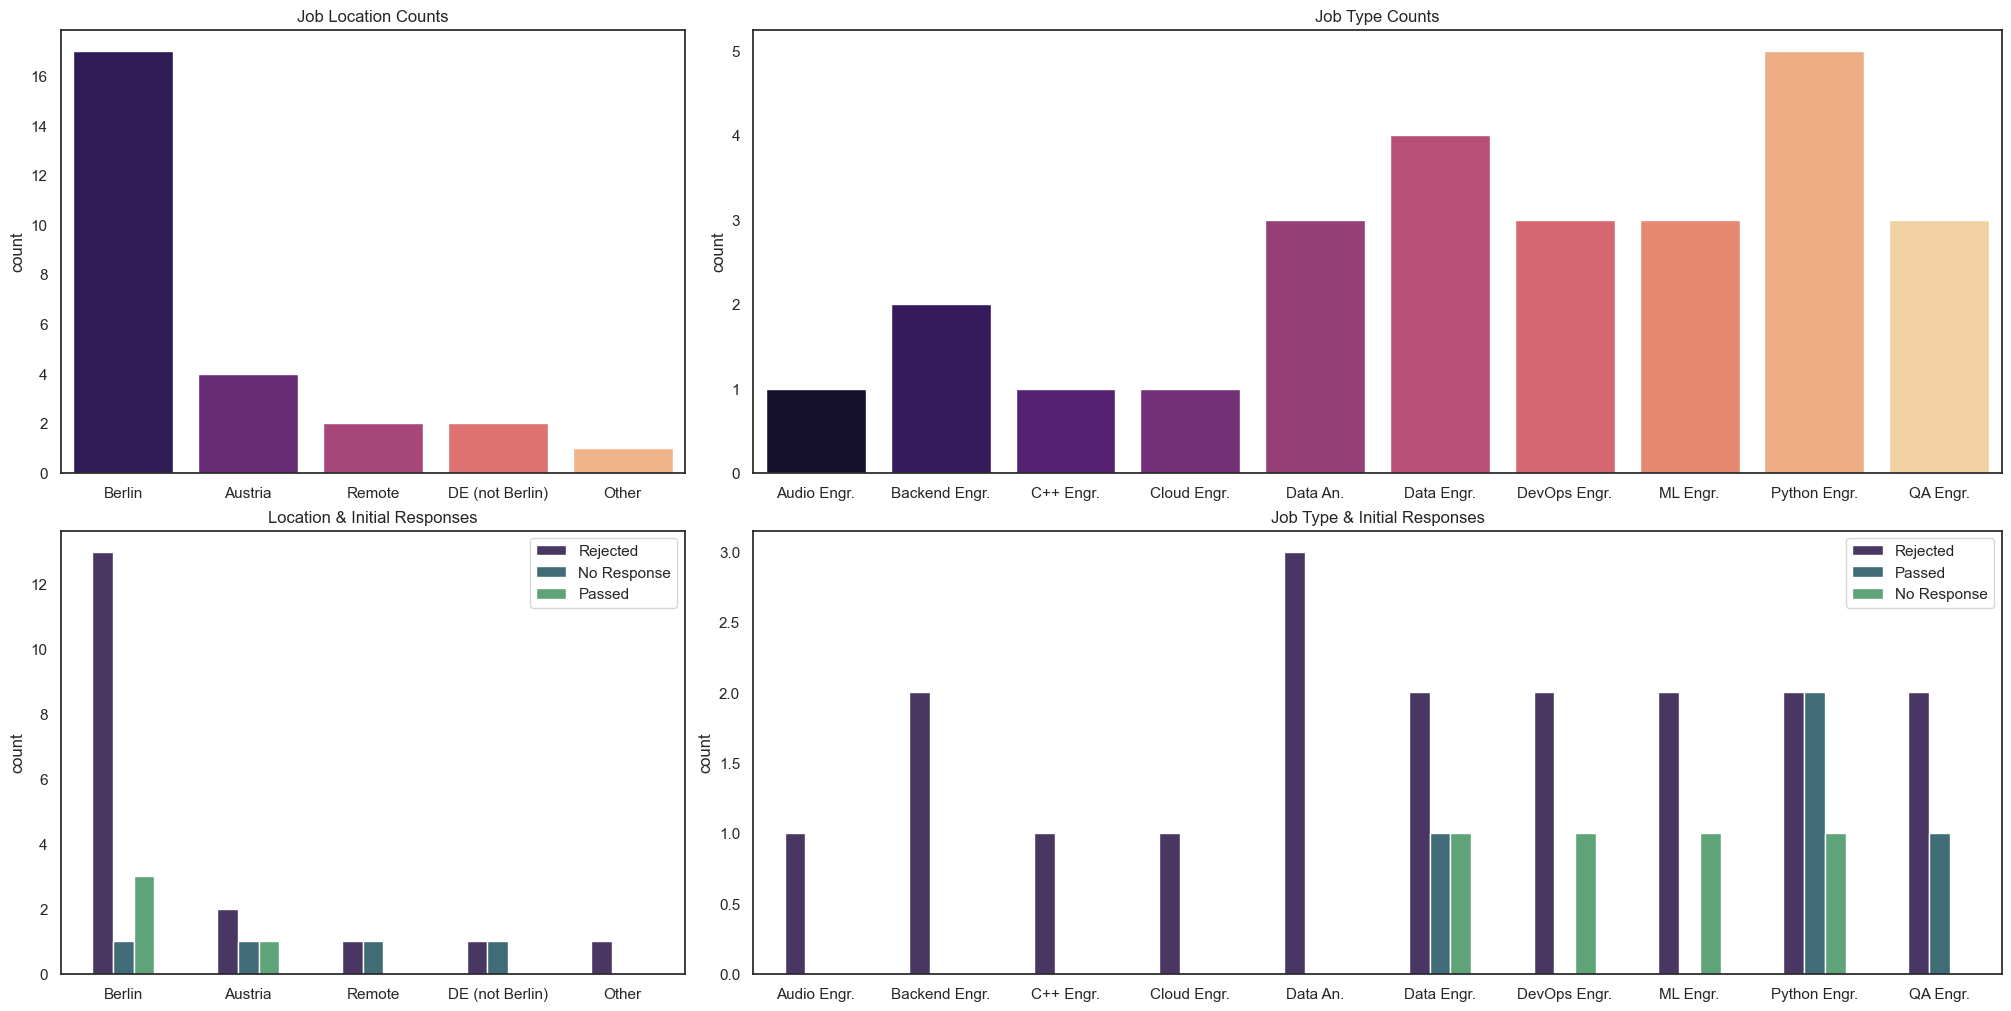 Job Location Counts
count
16
14
12
10
8
6
4
2
0
Berlin
Austria
Remote
DE (not Berlin)
Other
Job Type Counts
count
5
4
3
2
1
0
Audio Engr.
Backend Engr.
C++ Engr.
Cloud Engr.
Data An.
Data Engr.
DevOps Engr.
ML Engr.
Python Engr.
QA Engr.
Location & Initial Responses
Rejected
No Response
Passed
count
12
10
8
6
4
2
0
Berlin
Austria
Remote
DE (not Berlin)
Other
Job Type & Initial Responses
Rejected
Passed
No Response
count
3.0
2.5
2.0
1.5
1.0
0.5
0.0
Audio Engr.
Backend Engr.
C++ Engr.
Cloud Engr.
Data An.
Data Engr.
DevOps Engr.
ML Engr.
Python Engr.
QA Engr.